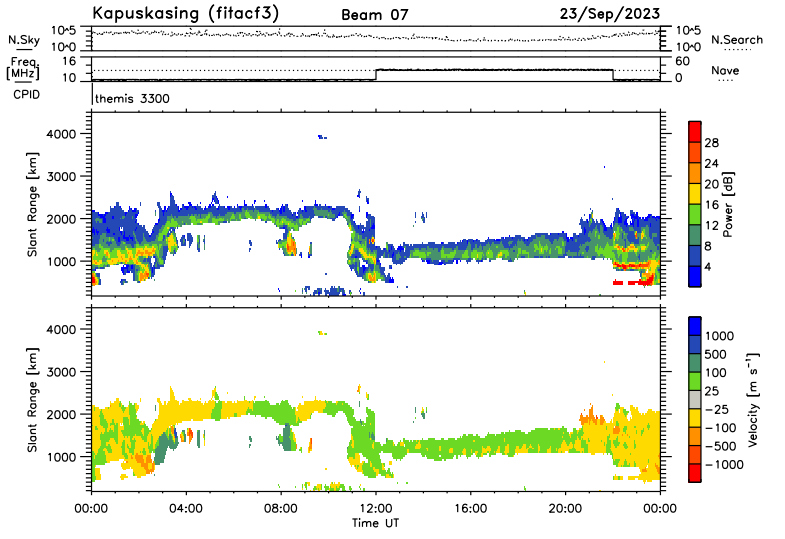 Kapuskasing (fitacf3) Beam 07 23/Sep/2023
N.Sky 10^5 10^0 10^5 10^0 N.Search
Freq. [MHz] 16 10 60 0 Nave
CPID themis 3300
Slant Range [km] 4000 3000 2000 1000
Power [dB] 28 24 20 16 12 8 4
Slant Range [km] 4000 3000 2000 1000
Velocity [m s⁻¹] 1000 500 100 25 −25 −100 −500 −1000
00:00 04:00 08:00 12:00 16:00 20:00 00:00
Time UT